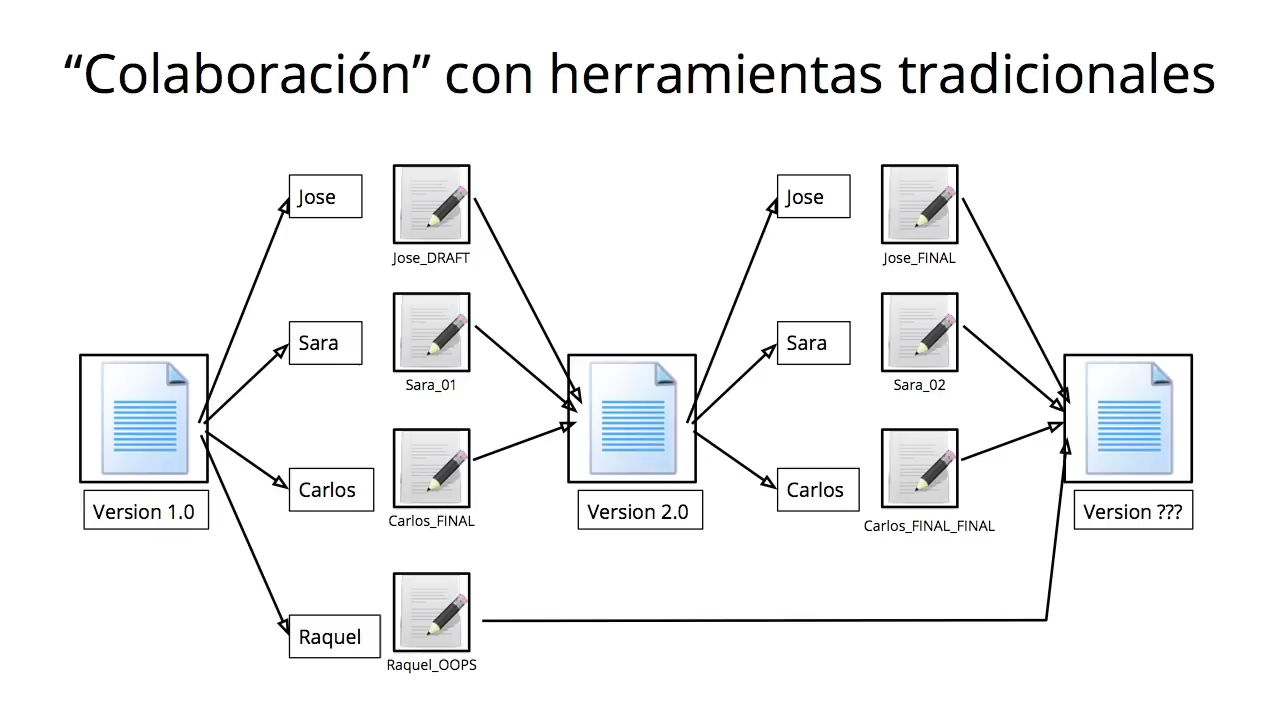 “Colaboración” con herramientas tradicionales
Jose
Jose_DRAFT
Sara
Sara_01
Carlos
Carlos_FINAL
Raquel
Raquel_OOPS
Version 1.0
Version 2.0
Jose
Jose_FINAL
Sara
Sara_02
Carlos
Carlos_FINAL_FINAL
Version ???